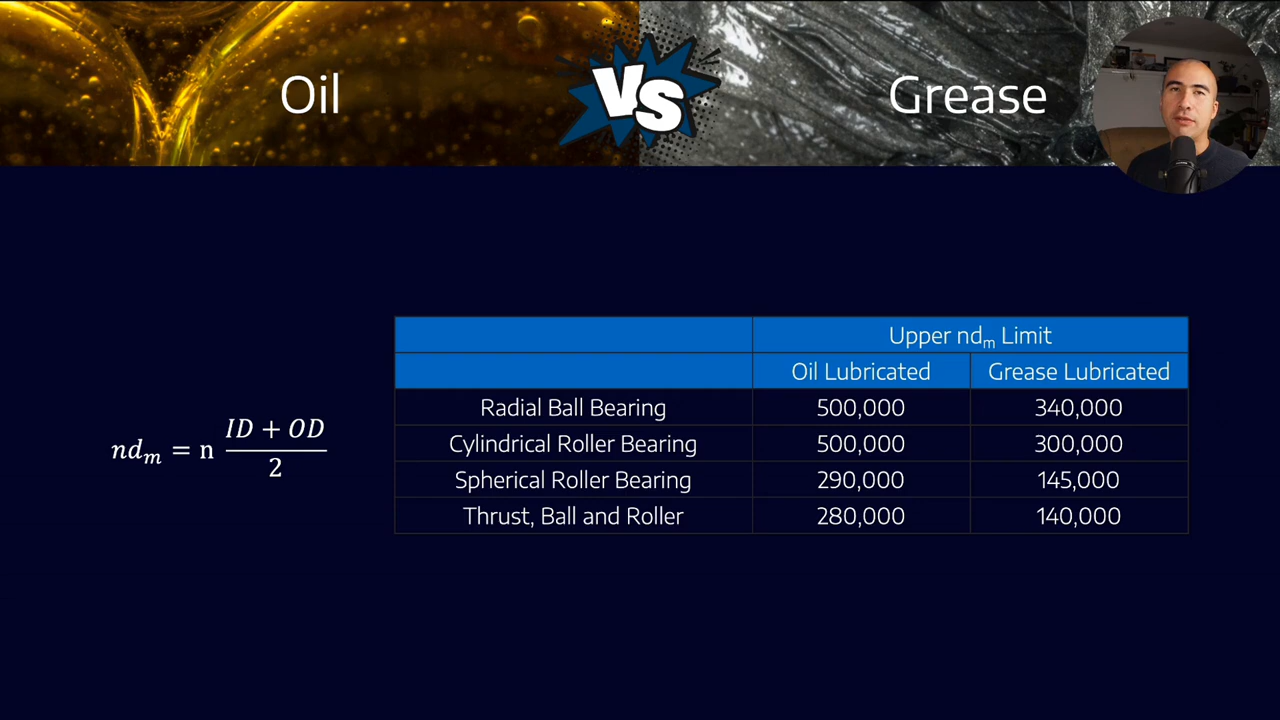 Oil
VS
Grease
nd_m = n (ID + OD)/2
Upper nd_m Limit
Oil Lubricated Grease Lubricated
Radial Ball Bearing 500,000 340,000
Cylindrical Roller Bearing 500,000 300,000
Spherical Roller Bearing 290,000 145,000
Thrust, Ball and Roller 280,000 140,000